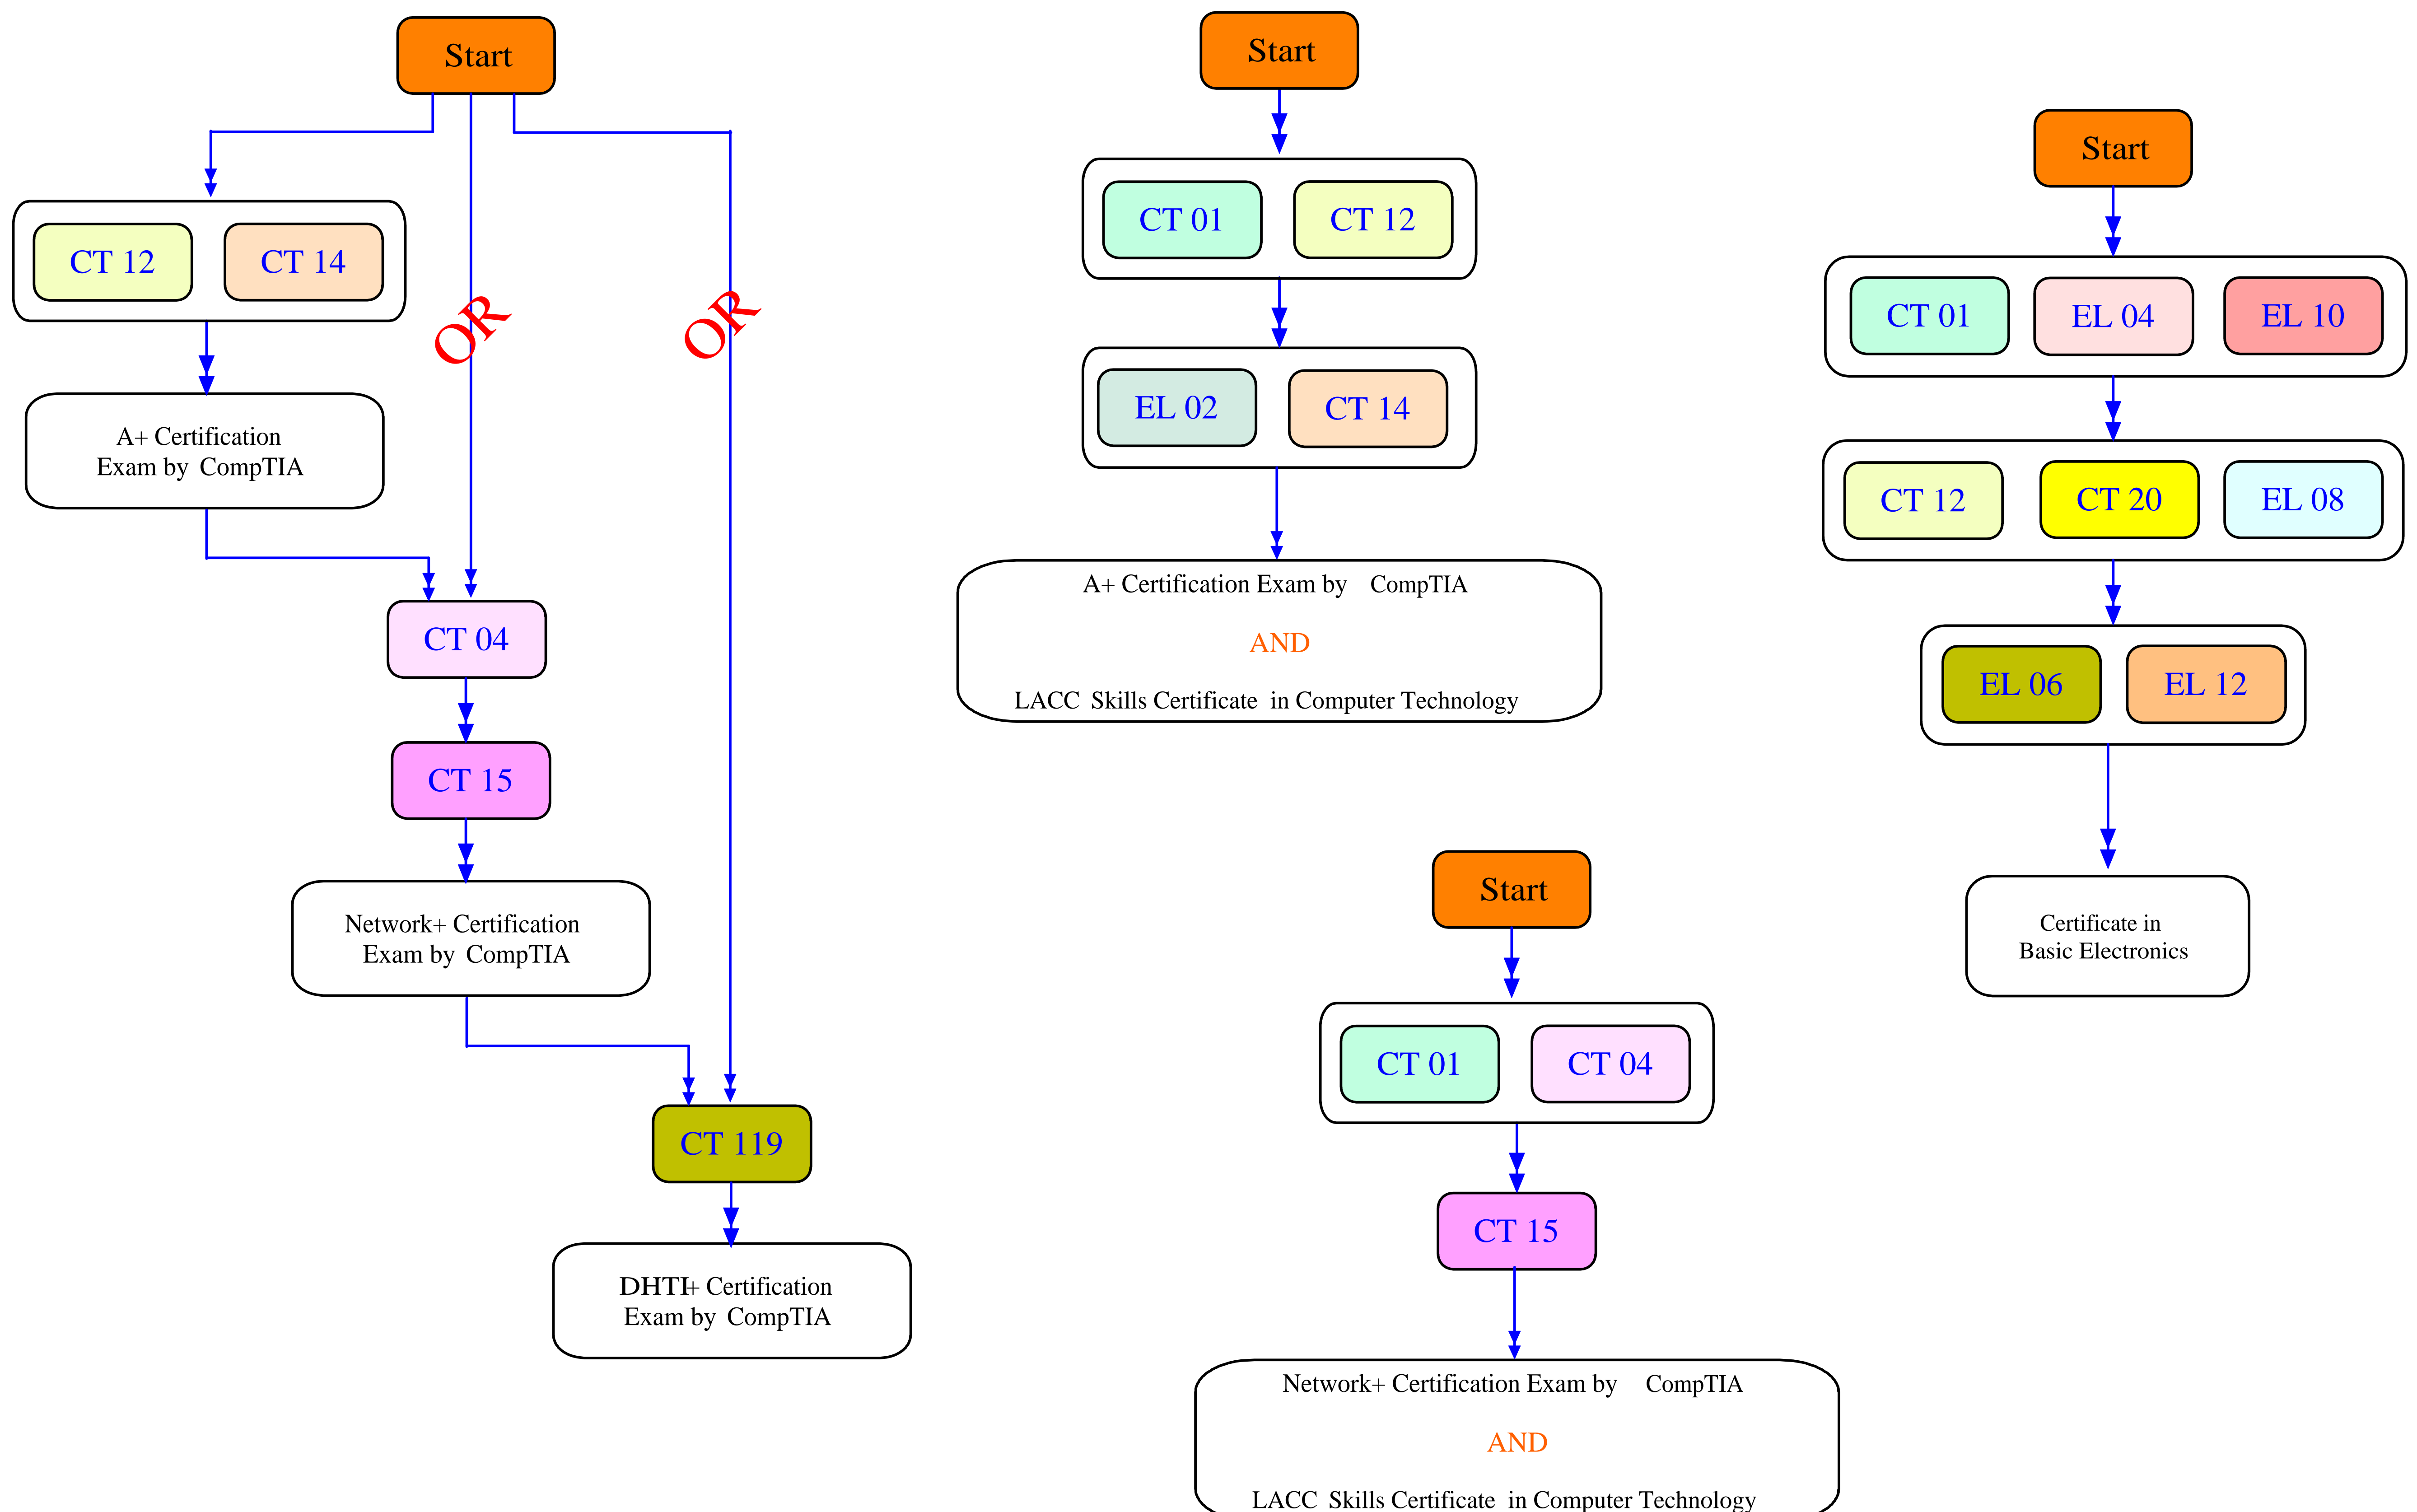 Start
CT 12
CT 14
OR
OR
A+ Certification
Exam by CompTIA
CT 04
CT 15
Network+ Certification
Exam by CompTIA
CT 119
DHTI+ Certification
Exam by CompTIA
Start
CT 01
CT 12
EL 02
CT 14
A+ Certification Exam by CompTIA
AND
LACC Skills Certificate in Computer Technology
Start
CT 01
CT 04
CT 15
Network+ Certification Exam by CompTIA
AND
LACC Skills Certificate in Computer Technology
Start
CT 01
EL 04
EL 10
CT 12
CT 20
EL 08
EL 06
EL 12
Certificate in
Basic Electronics